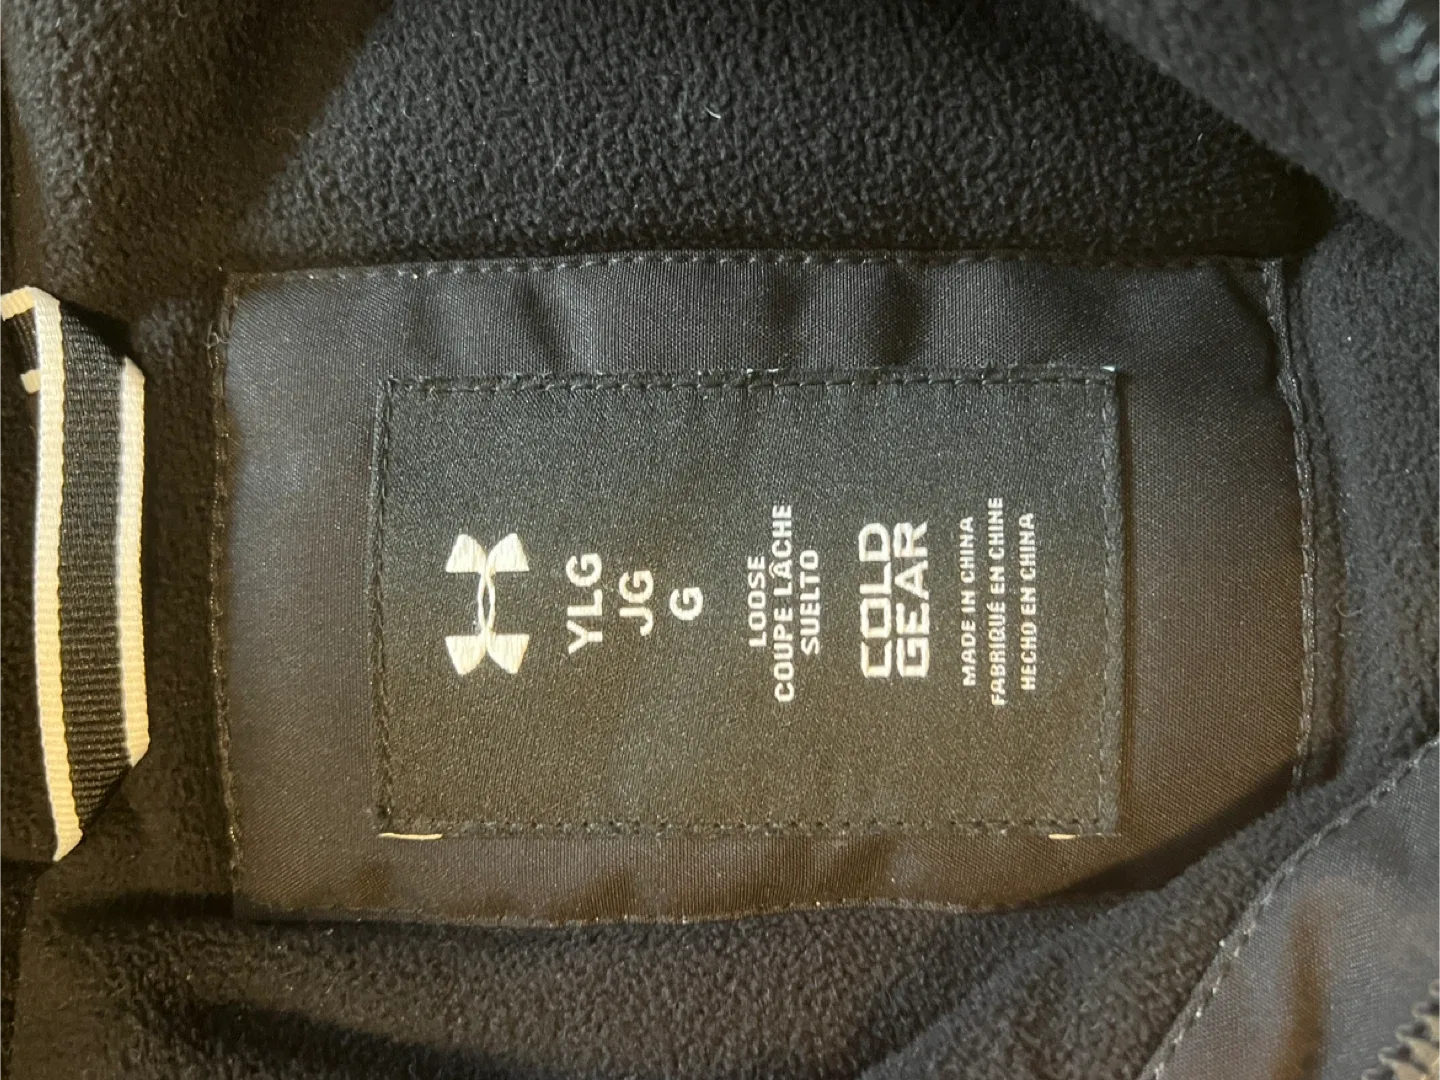 YLG
JG
G
LOOSE
COUPE LÂCHE
SUELTO
COLD
GEAR
MADE IN CHINA
FABRIQUÉ EN CHINE
HECHO EN CHINA